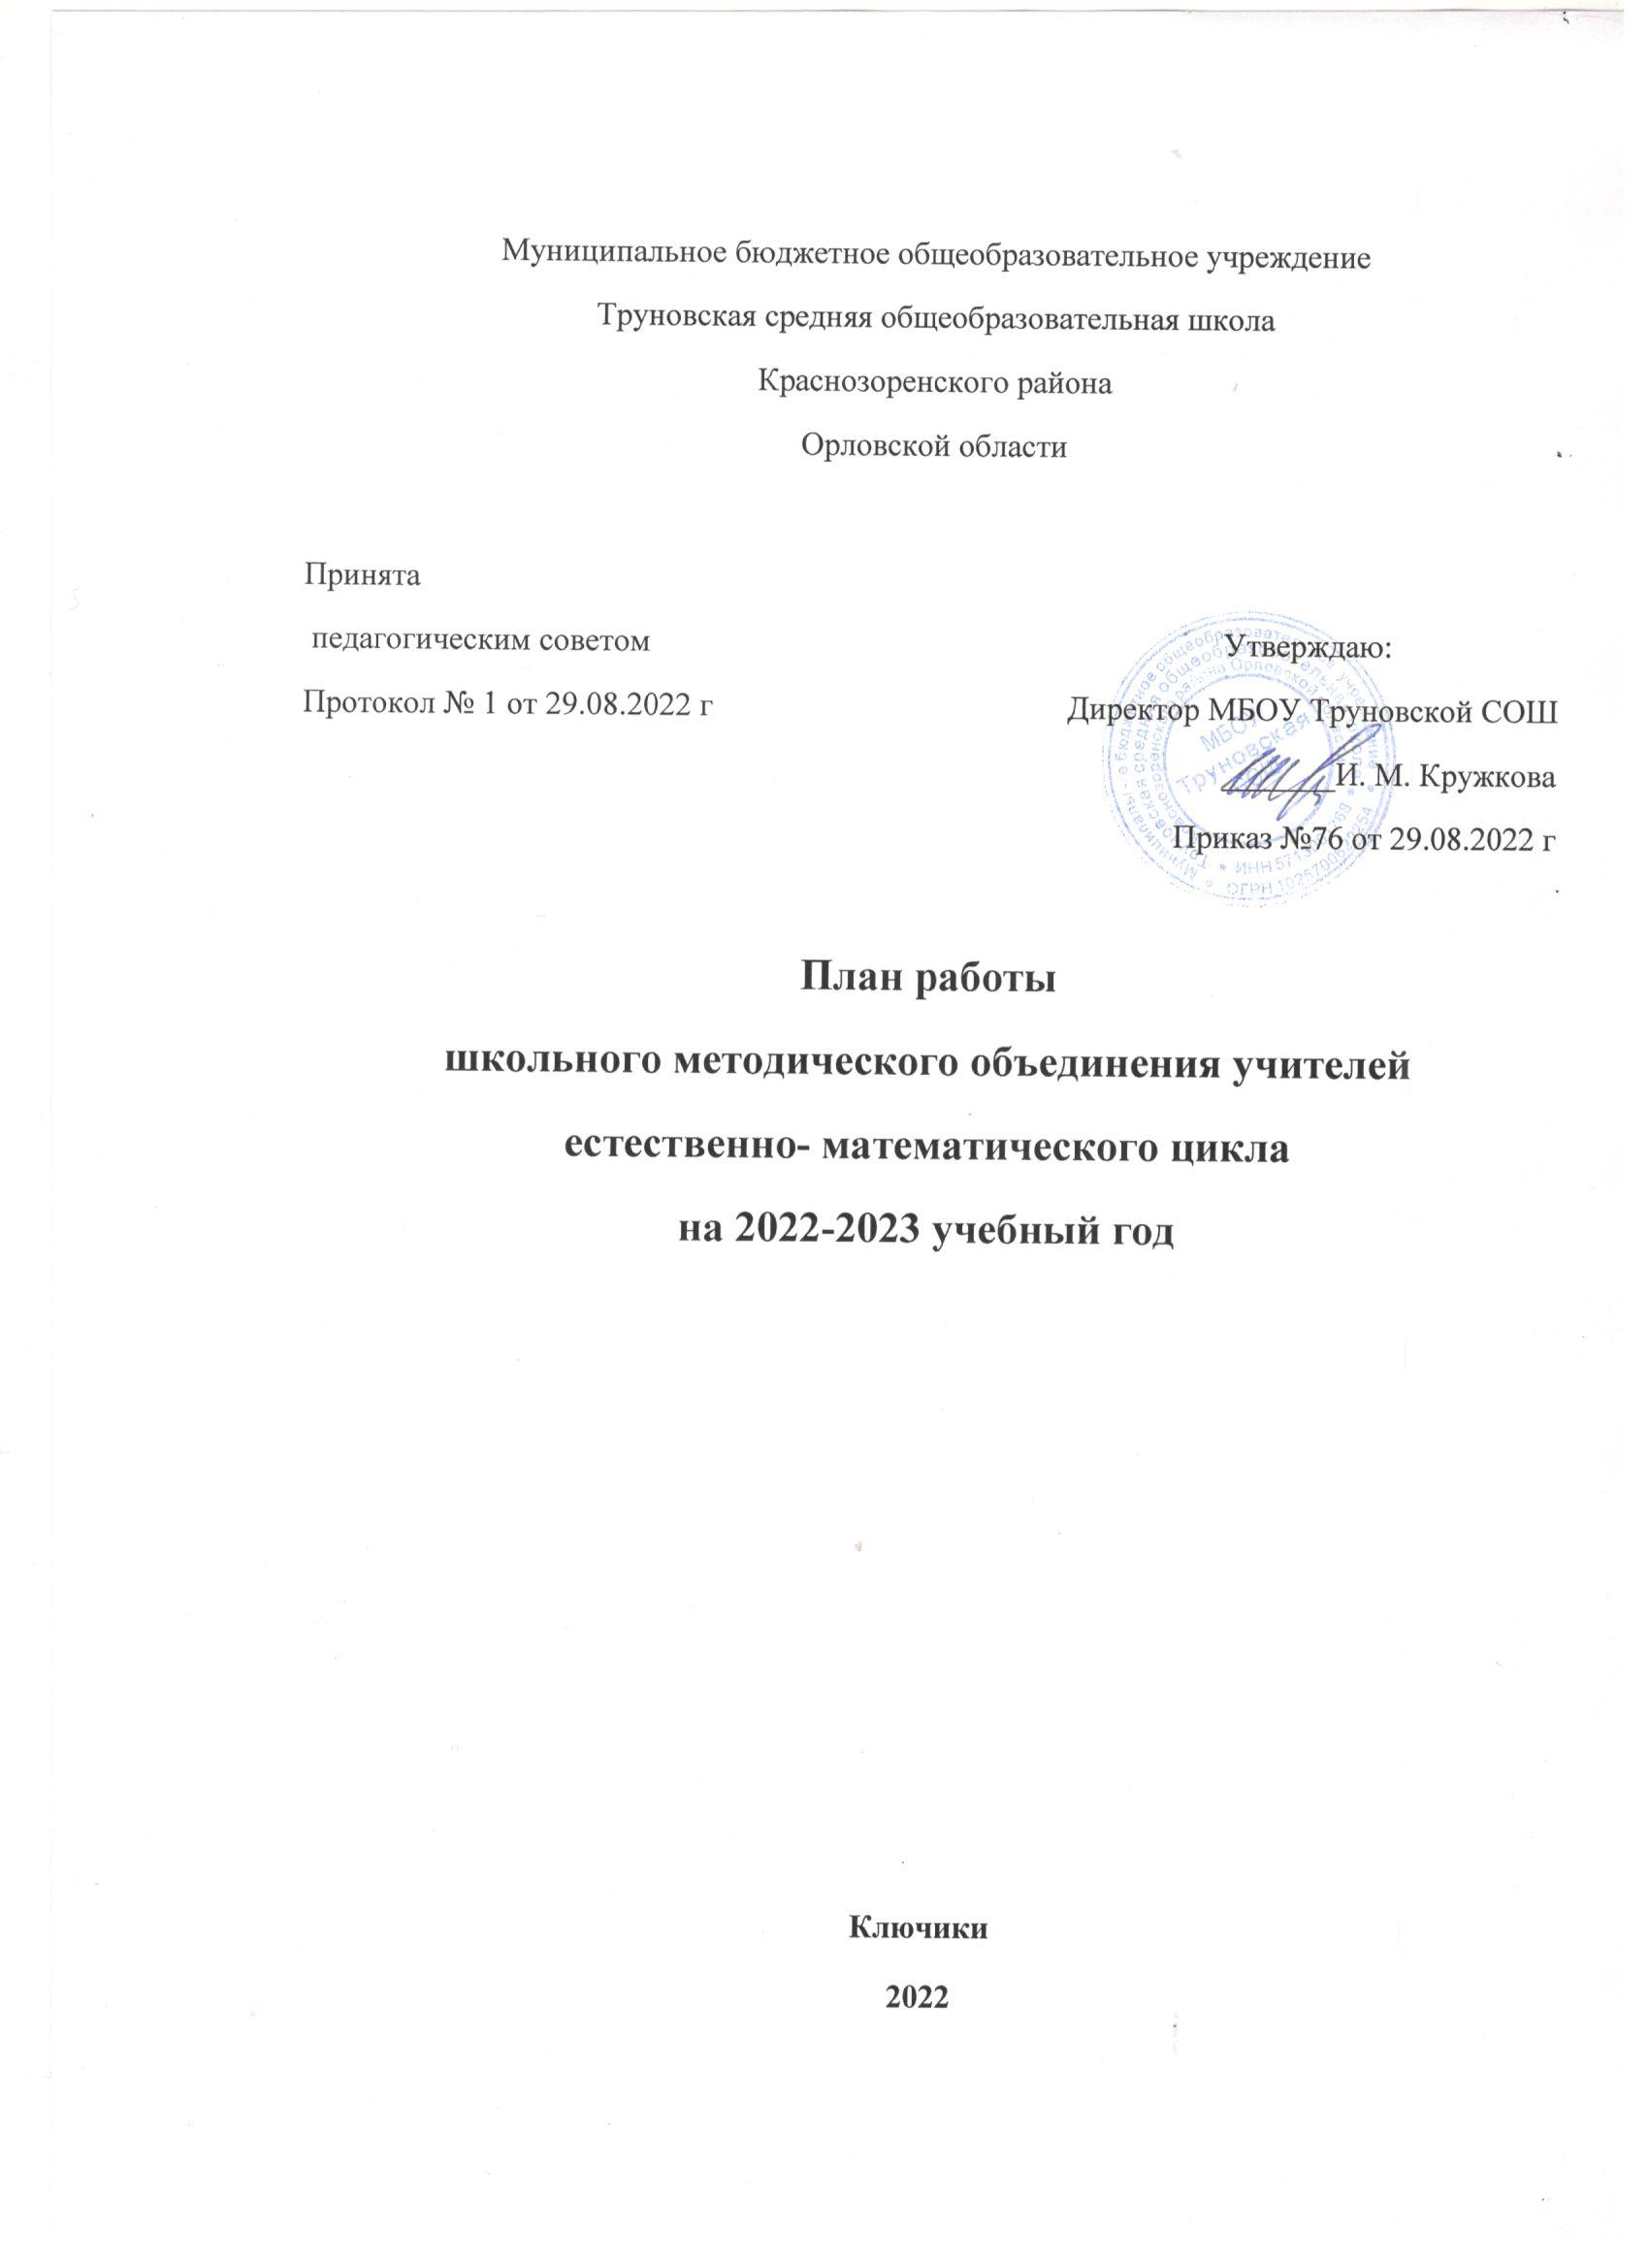 Муниципальное бюджетное общеобразовательное учреждение
Труновская средняя общеобразовательная школа
Краснозоренского района
Орловской области
Принята
педагогическим советом
Протокол № 1 от 29.08.2022 г
Утверждаю:
Директор МБОУ Труновской СОШ
И. М. Кружкова
Приказ №76 от 29.08.2022 г
МБОУ
Труновская
План работы
школьного методического объединения учителей
естественно- математического цикла
на 2022-2023 учебный год
Ключики
2022